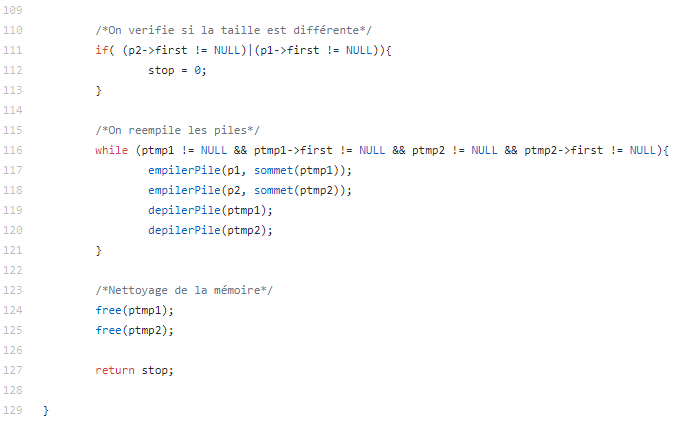 109
110 /*On verifie si la taille est différente*/
111 if( (p2->first != NULL)|(p1->first != NULL)){
112 stop = 0;
113 }
114
115 /*On reempile les piles*/
116 while (ptmp1 != NULL && ptmp1->first != NULL && ptmp2 != NULL && ptmp2->first != NULL){
117 empilerPile(p1, sommet(ptmp1));
118 empilerPile(p2, sommet(ptmp2));
119 depilerPile(ptmp1);
120 depilerPile(ptmp2);
121 }
122
123 /*Nettoyage de la mémoire*/
124 free(ptmp1);
125 free(ptmp2);
126
127 return stop;
128
129 }